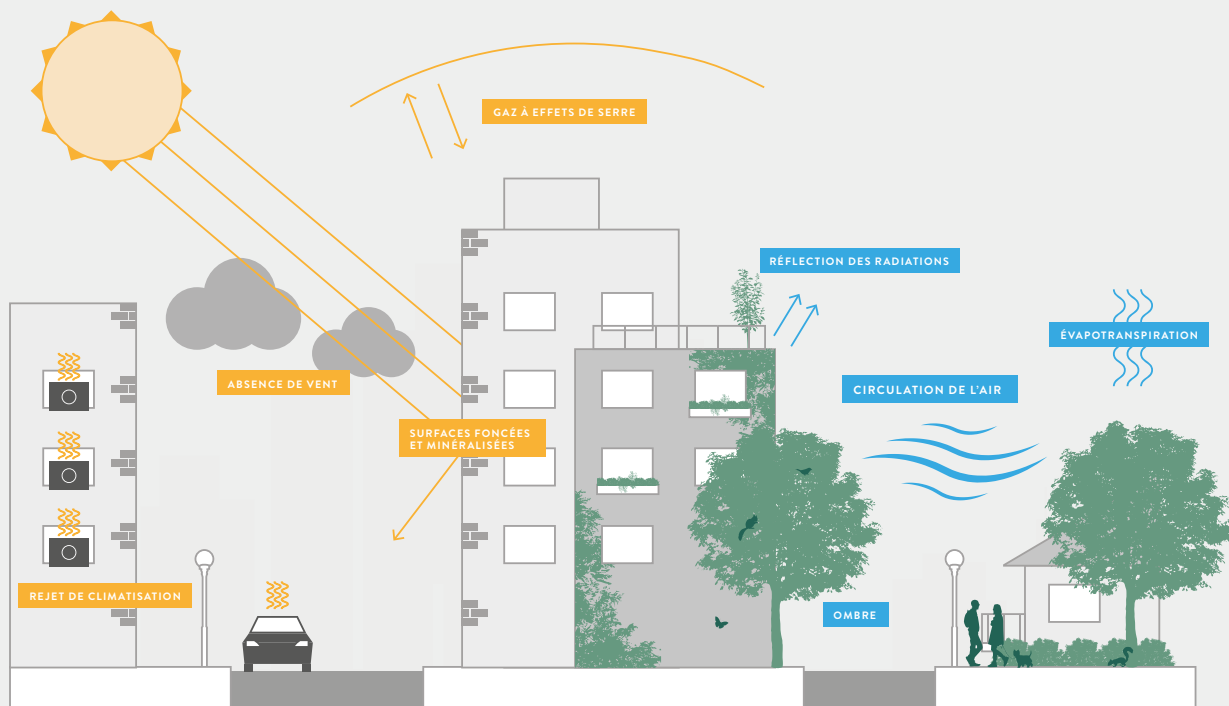 GAZ À EFFETS DE SERRE
RÉFLECTION DES RADIATIONS
ÉVAPOTRANSPIRATION
ABSENCE DE VENT
CIRCULATION DE L'AIR
SURFACES FONCÉES
ET MINÉRALISÉES
REJET DE CLIMATISATION
OMBRE